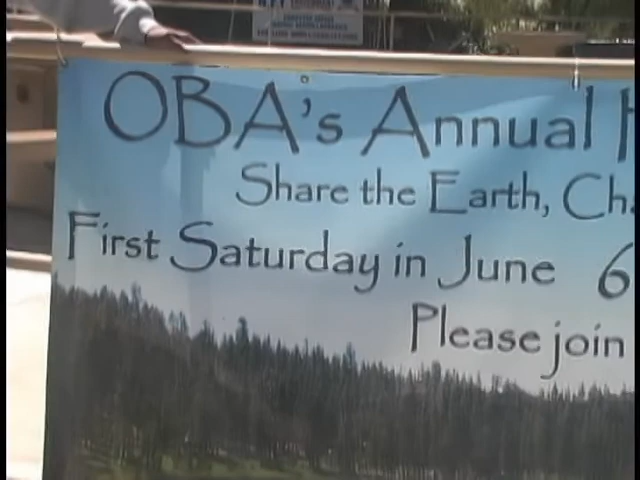 OBA's Annual
Share the Earth, Ch
First Saturday in June 6
Please join